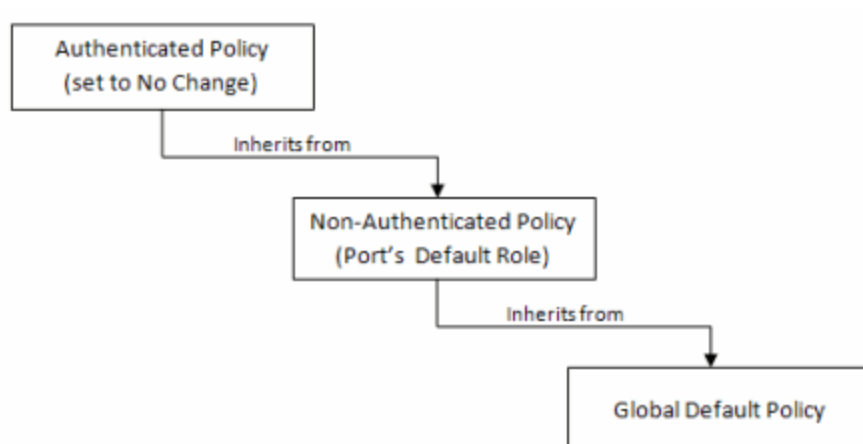 Authenticated Policy
(set to No Change)
Inherits from
Non-Authenticated Policy
(Port's Default Role)
Inherits from
Global Default Policy